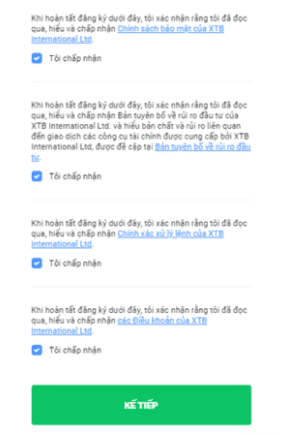 Khi hoàn tất đăng ký dưới đây, tôi xác nhận rằng tôi đã đọc
qua, hiểu và chấp nhận Chính sách bảo mật của XTB
International Ltd.
Tôi chấp nhận
Khi hoàn tất đăng ký dưới đây, tôi xác nhận rằng tôi đã đọc
qua, hiểu và chấp nhận Bản tuyên bố về rủi ro đầu tư của
XTB International Ltd. và hiểu bản chất và rủi ro liên quan
đến giao dịch các công cụ tài chính được cung cấp bởi XTB
International Ltd, được đề cập tại Bản tuyên bố về rủi ro đầu
tư.
Tôi chấp nhận
Khi hoàn tất đăng ký dưới đây, tôi xác nhận rằng tôi đã đọc
qua, hiểu và chấp nhận Chính xác xử lý lệnh của XTB
International Ltd.
Tôi chấp nhận
Khi hoàn tất đăng ký dưới đây, tôi xác nhận rằng tôi đã đọc
qua, hiểu và chấp nhận các Điều khoản của XTB
International Ltd.
Tôi chấp nhận
KẾ TIẾP